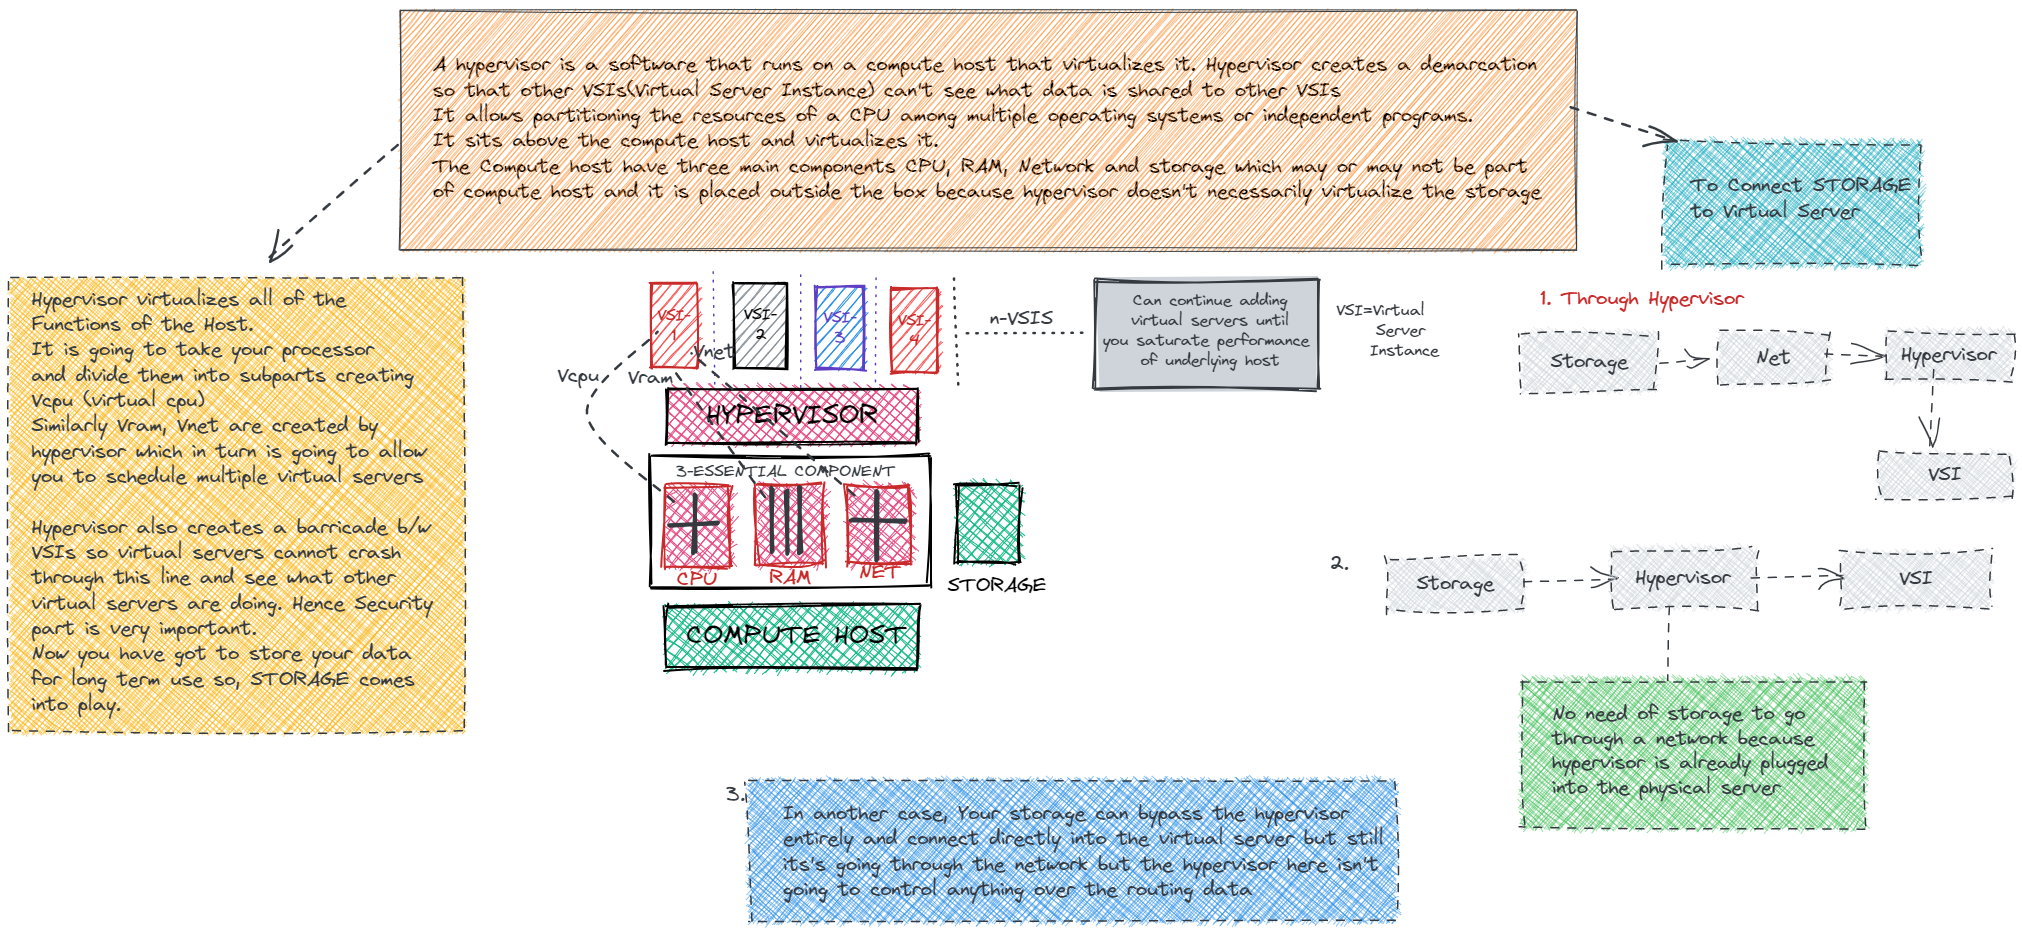 A hypervisor is a software that runs on a compute host that virtualizes it. Hypervisor creates a demarcation
so that other VSIs(Virtual Server Instance) can't see what data is shared to other VSIs
It allows partitioning the resources of a CPU among multiple operating systems or independent programs.
It sits above the compute host and virtualizes it.
The Compute host have three main components CPU, RAM, Network and storage which may or may not be part
of compute host and it is placed outside the box because hypervisor doesn't necessarily virtualize the storage
To Connect STORAGE
to Virtual Server
Hypervisor virtualizes all of the
Functions of the Host.
It is going to take your processor
and divide them into subparts creating
Vcpu (virtual cpu)
Similarly Vram, Vnet are created by
hypervisor which in turn is going to allow
you to schedule multiple virtual servers
Hypervisor also creates a barricade b/w
VSIs so virtual servers cannot crash
through this line and see what other
virtual servers are doing. Hence Security
part is very important.
Now you have got to store your data
for long term use so, STORAGE comes
into play.
VSI-
1
VSI-
2
VSI-
3
VSI-
4
n-VSIS
Can continue adding
virtual servers until
you saturate performance
of underlying host
VSI=Virtual
Server
Instance
Vcpu
Vram
Vnet
HYPERVISOR
3-ESSENTIAL COMPONENT
CPU
RAM
NET
STORAGE
COMPUTE HOST
1. Through Hypervisor
Storage
Net
Hypervisor
VSI
2.
Storage
Hypervisor
VSI
No need of storage to go
through a network because
hypervisor is already plugged
into the physical server
3.
In another case, Your storage can bypass the hypervisor
entirely and connect directly into the virtual server but still
its's going through the network but the hypervisor here isn't
going to control anything over the routing data